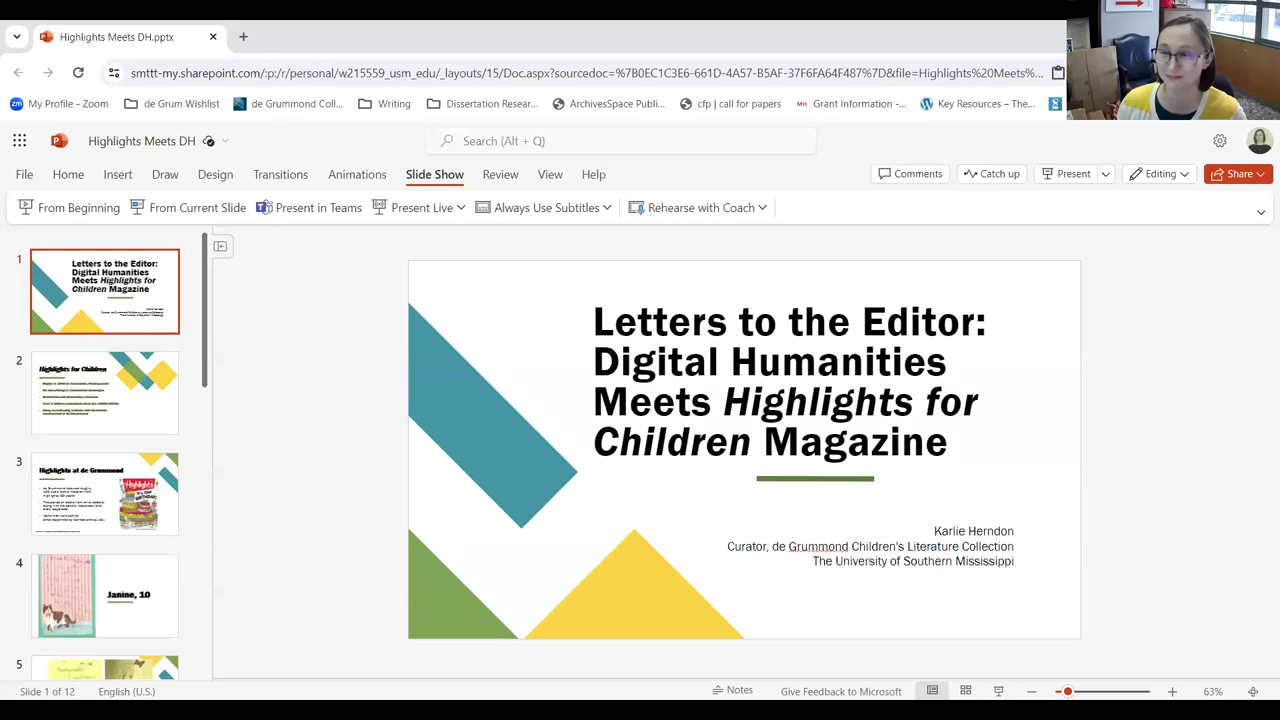 Highlights Meets DH.pptx
smttt-my.sharepoint.com/:p:/r/personal/w215559_usm_edu/_layouts/15/Doc.aspx?sourcedoc=%7B0EC1C3E6-661D-4A57-B5AF-37F6FA64F487%7D&file=Highlights%20Meets%...
zm My Profile - Zoom de Grum Wishlist de Grummond Coll... Writing Dissertation Resear... ArchivesSpace Publi... cfp | call for papers Grant Information -... Key Resources – The...
Highlights Meets DH
Search (Alt + Q)
File Home Insert Draw Design Transitions Animations Slide Show Review View Help
Comments Catch up Present Editing Share
From Beginning From Current Slide Present in Teams Present Live Always Use Subtitles Rehearse with Coach
1
Letters to the Editor:
Digital Humanities
Meets Highlights for
Children Magazine
2
Highlights for Children
3
Highlights at de Grummond
Highlights
4
Janine, 10
5
Letters to the Editor:
Digital Humanities
Meets Highlights for
Children Magazine
Karlie Herndon
Curator, de Grummond Children's Literature Collection
The University of Southern Mississippi
Slide 1 of 12 English (U.S.) Notes Give Feedback to Microsoft 63%